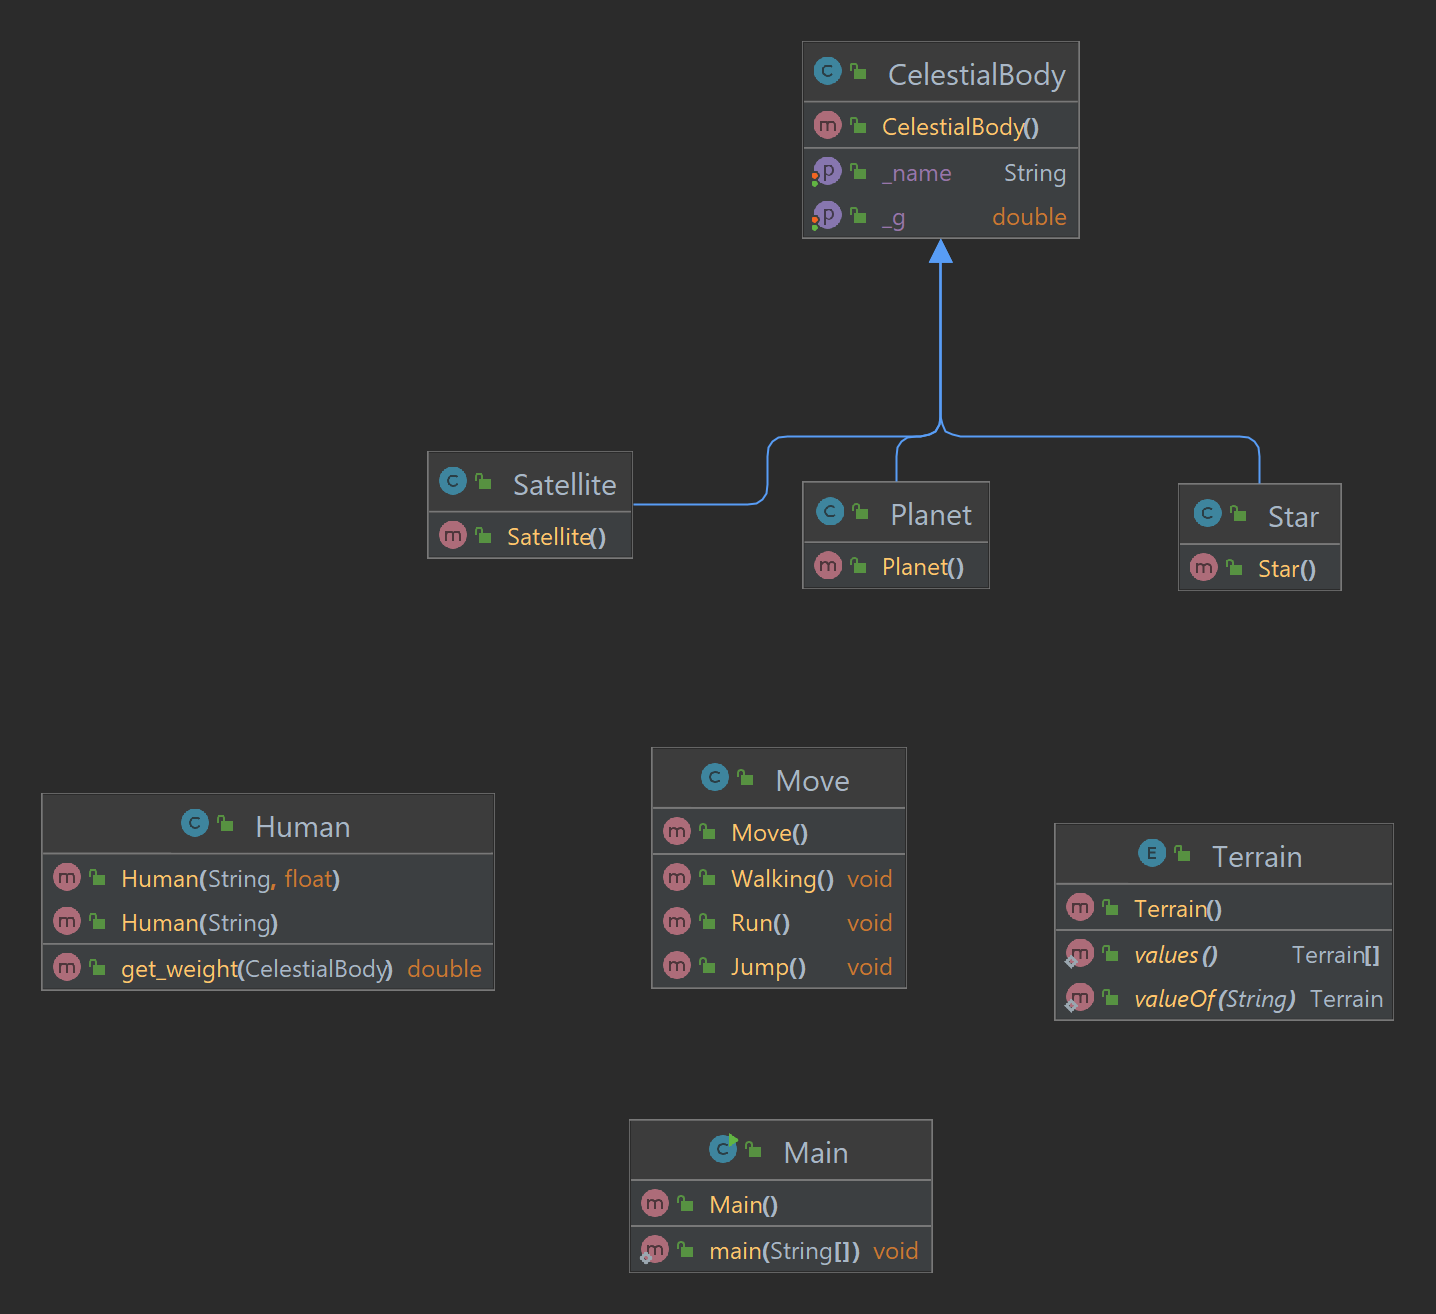 CelestialBody
CelestialBody()
_name String
_g double
Satellite
Satellite()
Planet
Planet()
Star
Star()
Human
Human(String, float)
Human(String)
get_weight(CelestialBody) double
Move
Move()
Walking() void
Run() void
Jump() void
Terrain
Terrain()
values() Terrain[]
valueOf(String) Terrain
Main
Main()
main(String[]) void